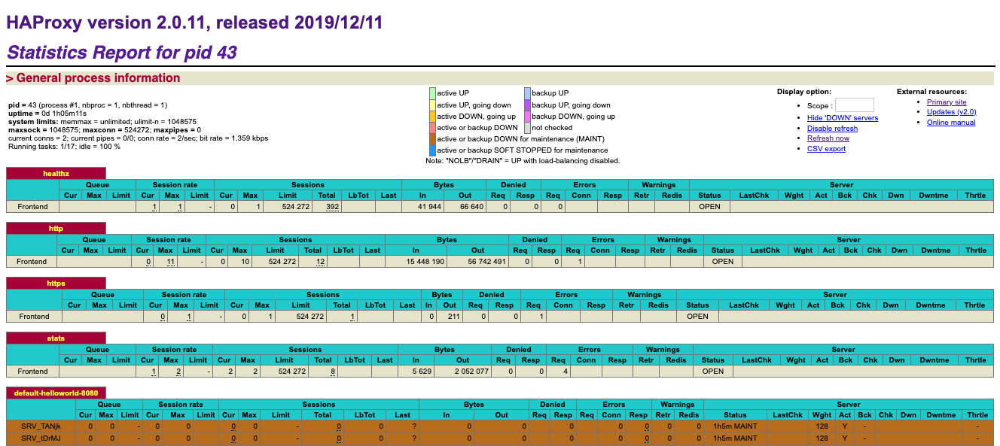 HAProxy version 2.0.11, released 2019/12/11
Statistics Report for pid 43
> General process information
pid = 43 (process #1, nbproc = 1, nbthread = 1)
uptime = 0d 1h05m11s
system limits: memmax = unlimited; ulimit-n = 1048575
maxsock = 1048575; maxconn = 524272; maxpipes = 0
current conns = 2; current pipes = 0/0; conn rate = 2/sec; bit rate = 1.359 kbps
Running tasks: 1/17; idle = 100 %
active UP backup UP
active UP, going down backup UP, going down
active DOWN, going up backup DOWN, going up
active or backup DOWN not checked
active or backup DOWN for maintenance (MAINT)
active or backup SOFT STOPPED for maintenance
Note: "NOLB"/"DRAIN" = UP with load-balancing disabled.
Display option:
• Scope :
• Hide 'DOWN' servers
• Disable refresh
• Refresh now
• CSV export
External resources:
• Primary site
• Updates (v2.0)
• Online manual
healthz
Queue Session rate Sessions Bytes Denied Errors Warnings Server
Cur Max Limit Cur Max Limit Cur Max Limit Total LbTot Last In Out Req Resp Req Conn Resp Retr Redis Status LastChk Wght Act Bck Chk Dwn Dwntme Thrtle
Frontend 1 1 - 0 1 524 272 392 41 944 66 640 0 0 0 OPEN
http
Queue Session rate Sessions Bytes Denied Errors Warnings Server
Cur Max Limit Cur Max Limit Cur Max Limit Total LbTot Last In Out Req Resp Req Conn Resp Retr Redis Status LastChk Wght Act Bck Chk Dwn Dwntme Thrtle
Frontend 0 11 - 0 10 524 272 12 15 448 190 56 742 491 0 0 1 OPEN
https
Queue Session rate Sessions Bytes Denied Errors Warnings Server
Cur Max Limit Cur Max Limit Cur Max Limit Total LbTot Last In Out Req Resp Req Conn Resp Retr Redis Status LastChk Wght Act Bck Chk Dwn Dwntme Thrtle
Frontend 0 1 - 0 1 524 272 1 0 211 0 0 1 OPEN
stats
Queue Session rate Sessions Bytes Denied Errors Warnings Server
Cur Max Limit Cur Max Limit Cur Max Limit Total LbTot Last In Out Req Resp Req Conn Resp Retr Redis Status LastChk Wght Act Bck Chk Dwn Dwntme Thrtle
Frontend 1 2 - 2 2 524 272 8 5 629 2 052 077 0 0 4 OPEN
default-helloworld-8080
Queue Session rate Sessions Bytes Denied Errors Warnings Server
Cur Max Limit Cur Max Limit Cur Max Limit Total LbTot Last In Out Req Resp Req Conn Resp Retr Redis Status LastChk Wght Act Bck Chk Dwn Dwntme Thrtle
SRV_TANjk 0 0 - 0 0 0 0 - 0 0 ? 0 0 0 0 0 0 0 1h5m MAINT 128 Y - -
SRV_tDrMJ 0 0 - 0 0 0 0 - 0 0 ? 0 0 0 0 0 0 0 1h5m MAINT 128 Y - -